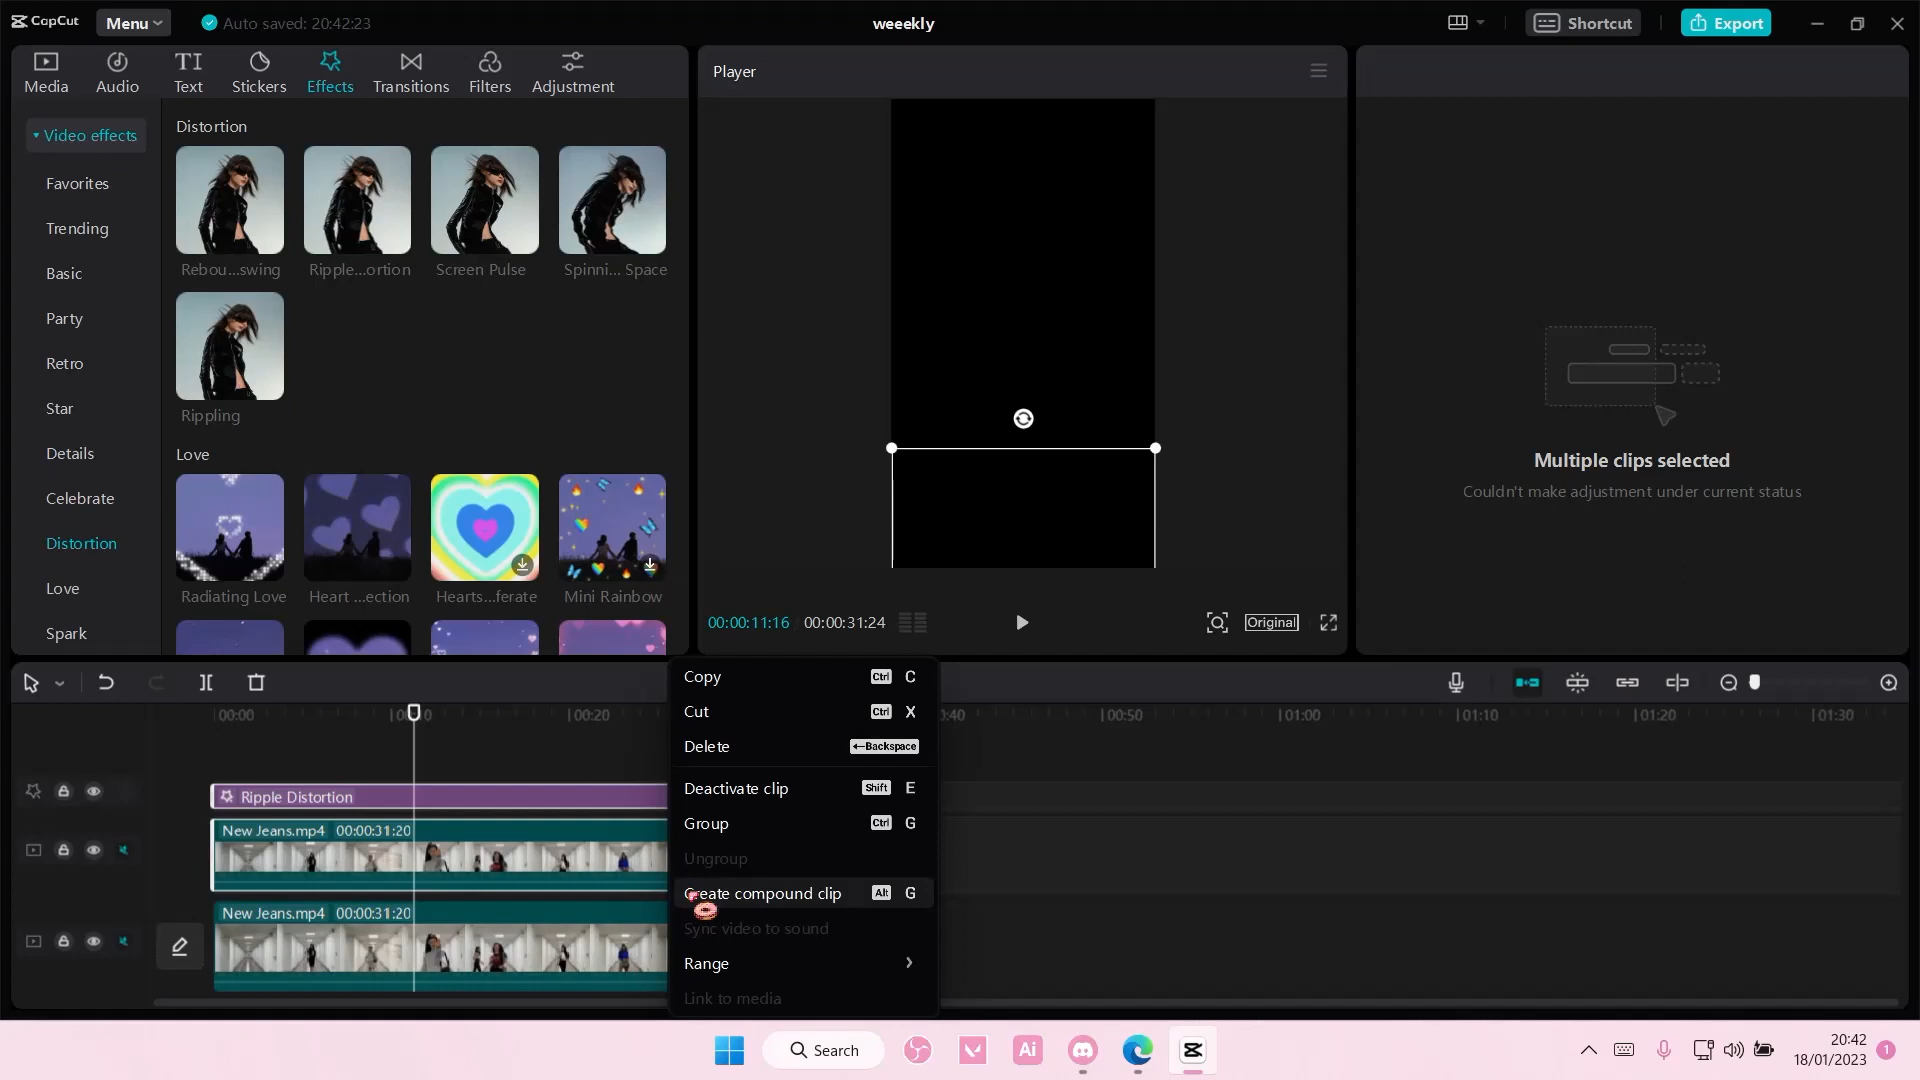 CapCut
Menu
Auto saved: 20:42:23
weeekly
Shortcut
Export
Media
Audio
Text
Stickers
Effects
Transitions
Filters
Adjustment
Player
Video effects
Favorites
Trending
Basic
Party
Retro
Star
Details
Celebrate
Distortion
Love
Spark
Distortion
Rebou...swing
Ripple...ortion
Screen Pulse
Spinni... Space
Rippling
Love
Radiating Love
Heart ...ection
Hearts...ferate
Mini Rainbow
00:00:11:16
00:00:31:24
Original
Multiple clips selected
Couldn't make adjustment under current status
00:00
00:20
0:40
00:50
01:00
01:10
01:20
01:30
Ripple Distortion
New Jeans.mp4 00:00:31:20
New Jeans.mp4 00:00:31:20
Copy Ctrl C
Cut Ctrl X
Delete ←Backspace
Deactivate clip Shift E
Group Ctrl G
Ungroup
Create compound clip Alt G
Sync video to sound
Range
Link to media
Search
Ai
20:42
18/01/2023
1